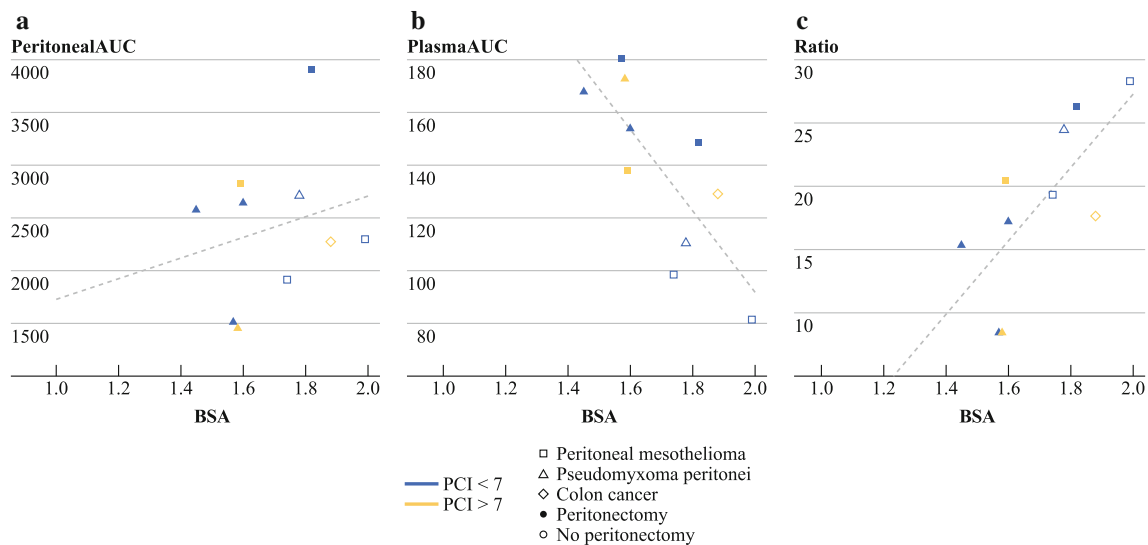 a
PeritonealAUC
4000
3500
3000
2500
2000
1500
1.0 1.2 1.4 1.6 1.8 2.0
BSA
b
PlasmaAUC
180
160
140
120
100
80
1.0 1.2 1.4 1.6 1.8 2.0
BSA
c
Ratio
30
25
20
15
10
1.0 1.2 1.4 1.6 1.8 2.0
BSA
PCI < 7
PCI > 7
Peritoneal mesothelioma
Pseudomyxoma peritonei
Colon cancer
Peritonectomy
No peritonectomy